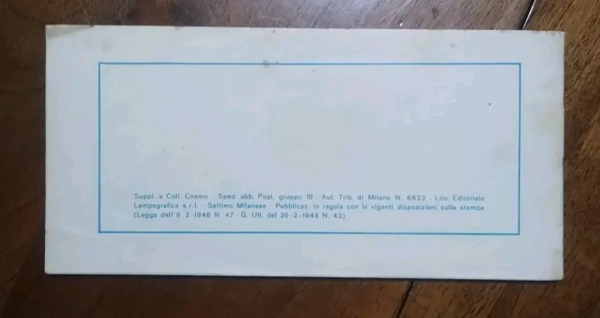 Suppl. a Coll. Cosmo - Sped. abb. Post. gruppo III - Aut. Trib. di Milano N. 6823 - Lito Editoriale
Lampografica s.r.l. - Settimo Milanese - Pubblicaz. in regola con le vigenti disposizioni sulla stampa
(Legge dell'8-2-1948 N. 47 - G. Uff. del 20-2-1948 N. 43).